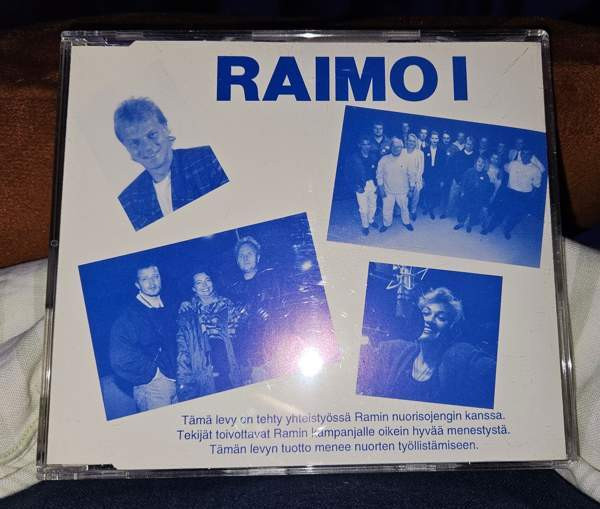 RAIMO I
Tämä levy on tehty yhteistyössä Ramin nuorisojengin kanssa.
Tekijät toivottavat Ramin kampanjalle oikein hyvää menestystä.
Tämän levyn tuotto menee nuorten työllistämiseen.